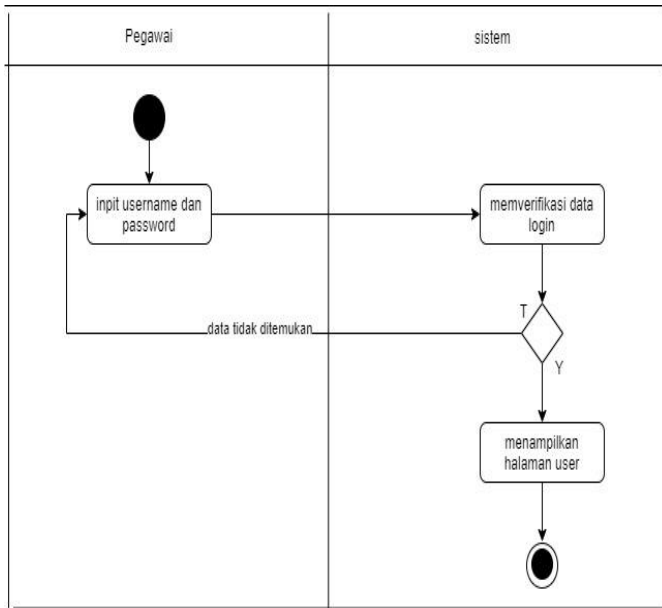 Pegawai
sistem
inpit username dan
password
memverifikasi data
login
T
data tidak ditemukan
Y
menampilkan
halaman user